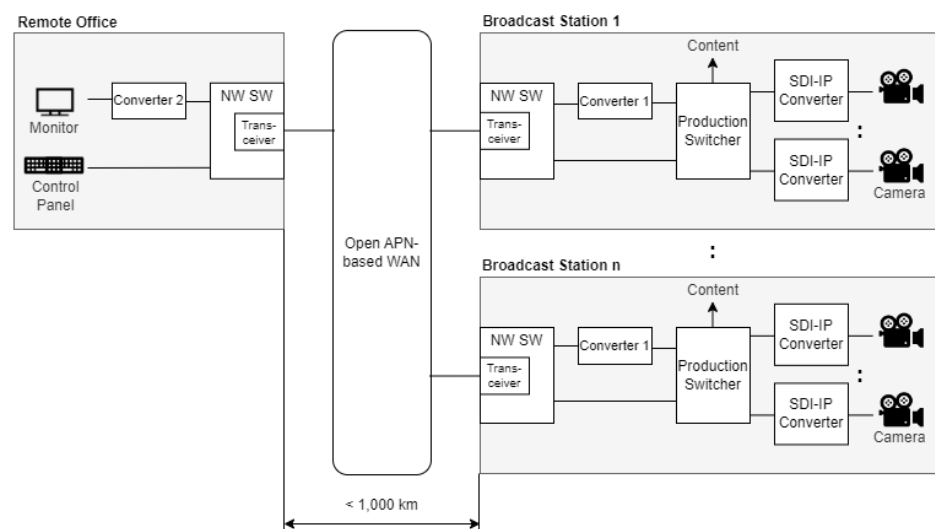 Remote Office
Monitor
Converter 2
NW SW
Trans-
ceiver
Control
Panel
Open APN-
based WAN
< 1,000 km
Broadcast Station 1
NW SW
Trans-
ceiver
Converter 1
Content
Production
Switcher
SDI-IP
Converter
:
SDI-IP
Converter
Camera
:
Broadcast Station n
NW SW
Trans-
ceiver
Converter 1
Content
Production
Switcher
SDI-IP
Converter
:
SDI-IP
Converter
Camera